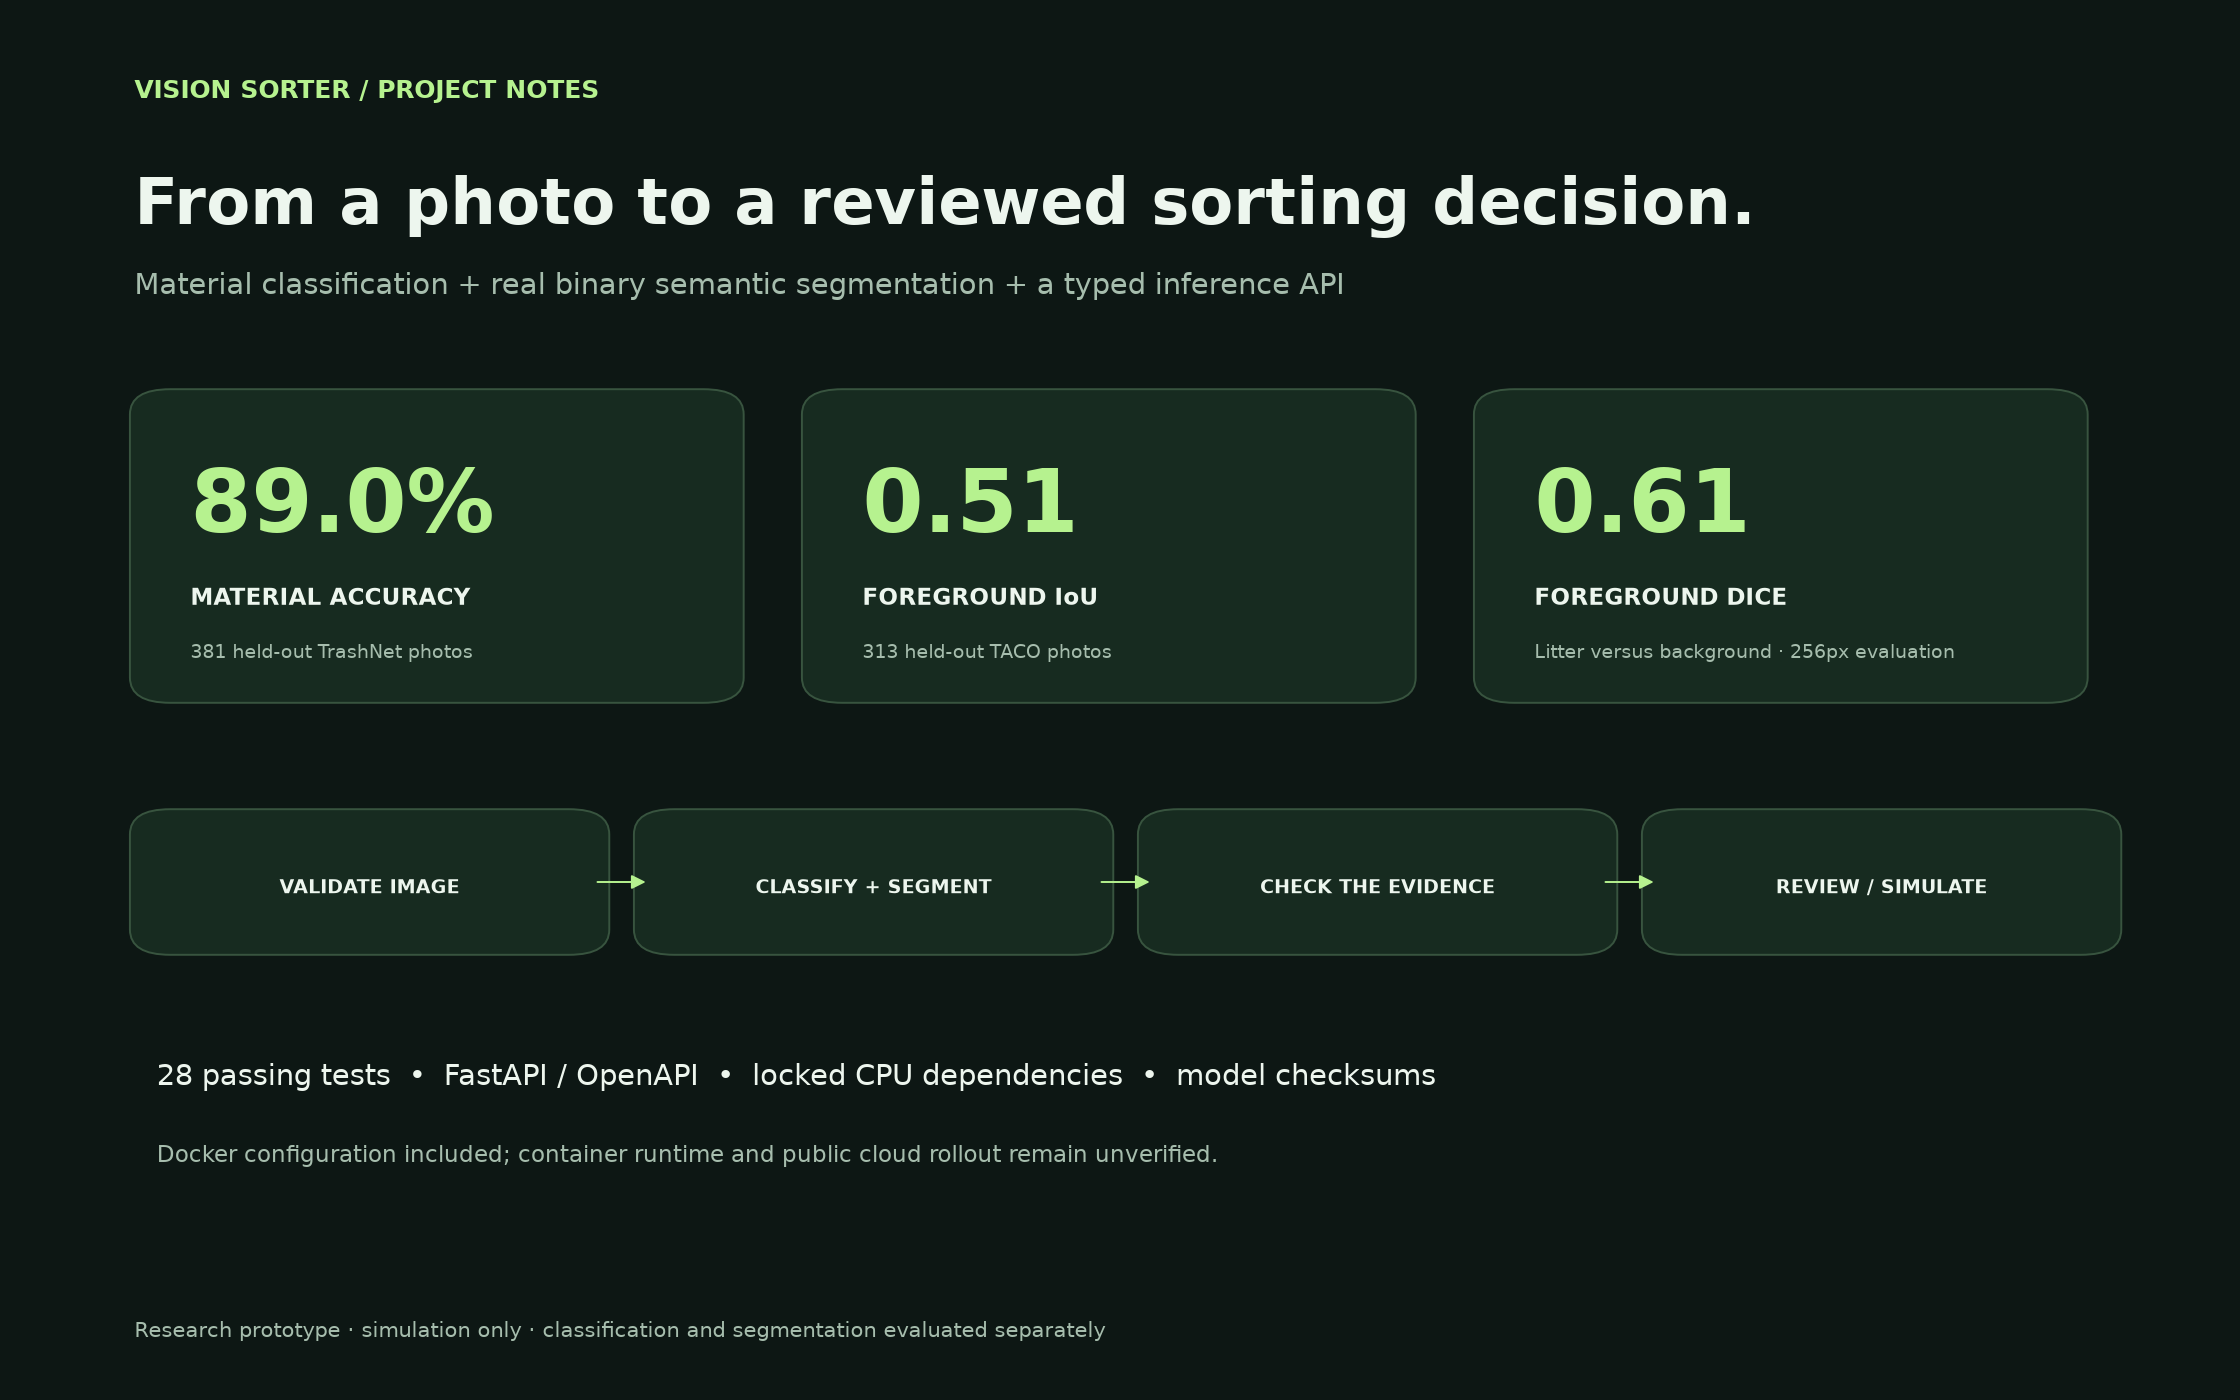 VISION SORTER / PROJECT NOTES
From a photo to a reviewed sorting decision.
Material classification + real binary semantic segmentation + a typed inference API
89.0%
MATERIAL ACCURACY
381 held-out TrashNet photos
0.51
FOREGROUND IoU
313 held-out TACO photos
0.61
FOREGROUND DICE
Litter versus background · 256px evaluation
VALIDATE IMAGE
CLASSIFY + SEGMENT
CHECK THE EVIDENCE
REVIEW / SIMULATE
28 passing tests • FastAPI / OpenAPI • locked CPU dependencies • model checksums
Docker configuration included; container runtime and public cloud rollout remain unverified.
Research prototype · simulation only · classification and segmentation evaluated separately